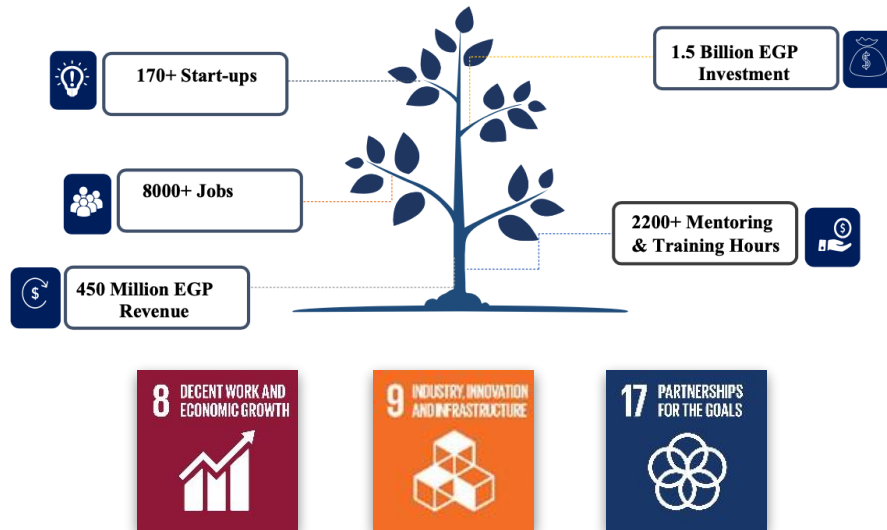 170+ Start-ups
1.5 Billion EGP
Investment
8000+ Jobs
2200+ Mentoring
& Training Hours
450 Million EGP
Revenue
8 DECENT WORK AND
ECONOMIC GROWTH
9 INDUSTRY, INNOVATION
AND INFRASTRUCTURE
17 PARTNERSHIPS
FOR THE GOALS